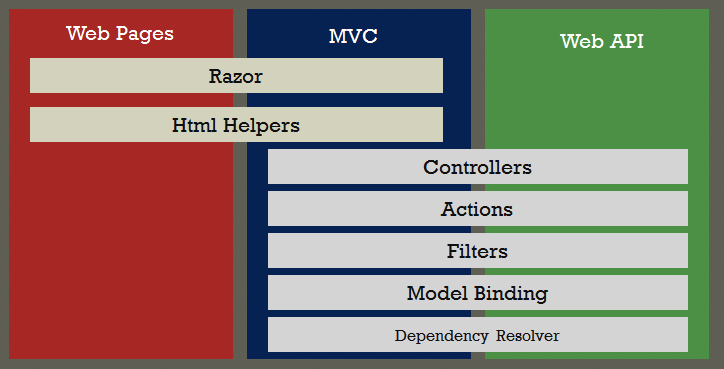 Web Pages
MVC
Web API
Razor
Html Helpers
Controllers
Actions
Filters
Model Binding
Dependency Resolver